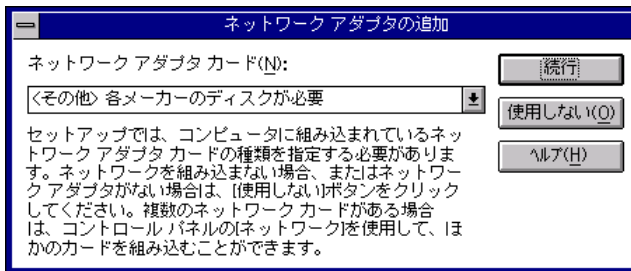 ネットワーク アダプタの追加
ネットワーク アダプタ カード(N):
続行
<その他> 各メーカーのディスクが必要
使用しない(O)
セットアップでは、コンピュータに組み込まれているネッ
トワーク アダプタ カードの種類を指定する必要がありま
す。ネットワークを組み込まない場合、またはネットワー
ク アダプタがない場合は、[使用しない]ボタンをクリック
してください。複数のネットワーク カードがある場合
は、コントロール パネルの[ネットワーク]を使用して、ほ
かのカードを組み込むことができます。
ヘルプ(H)